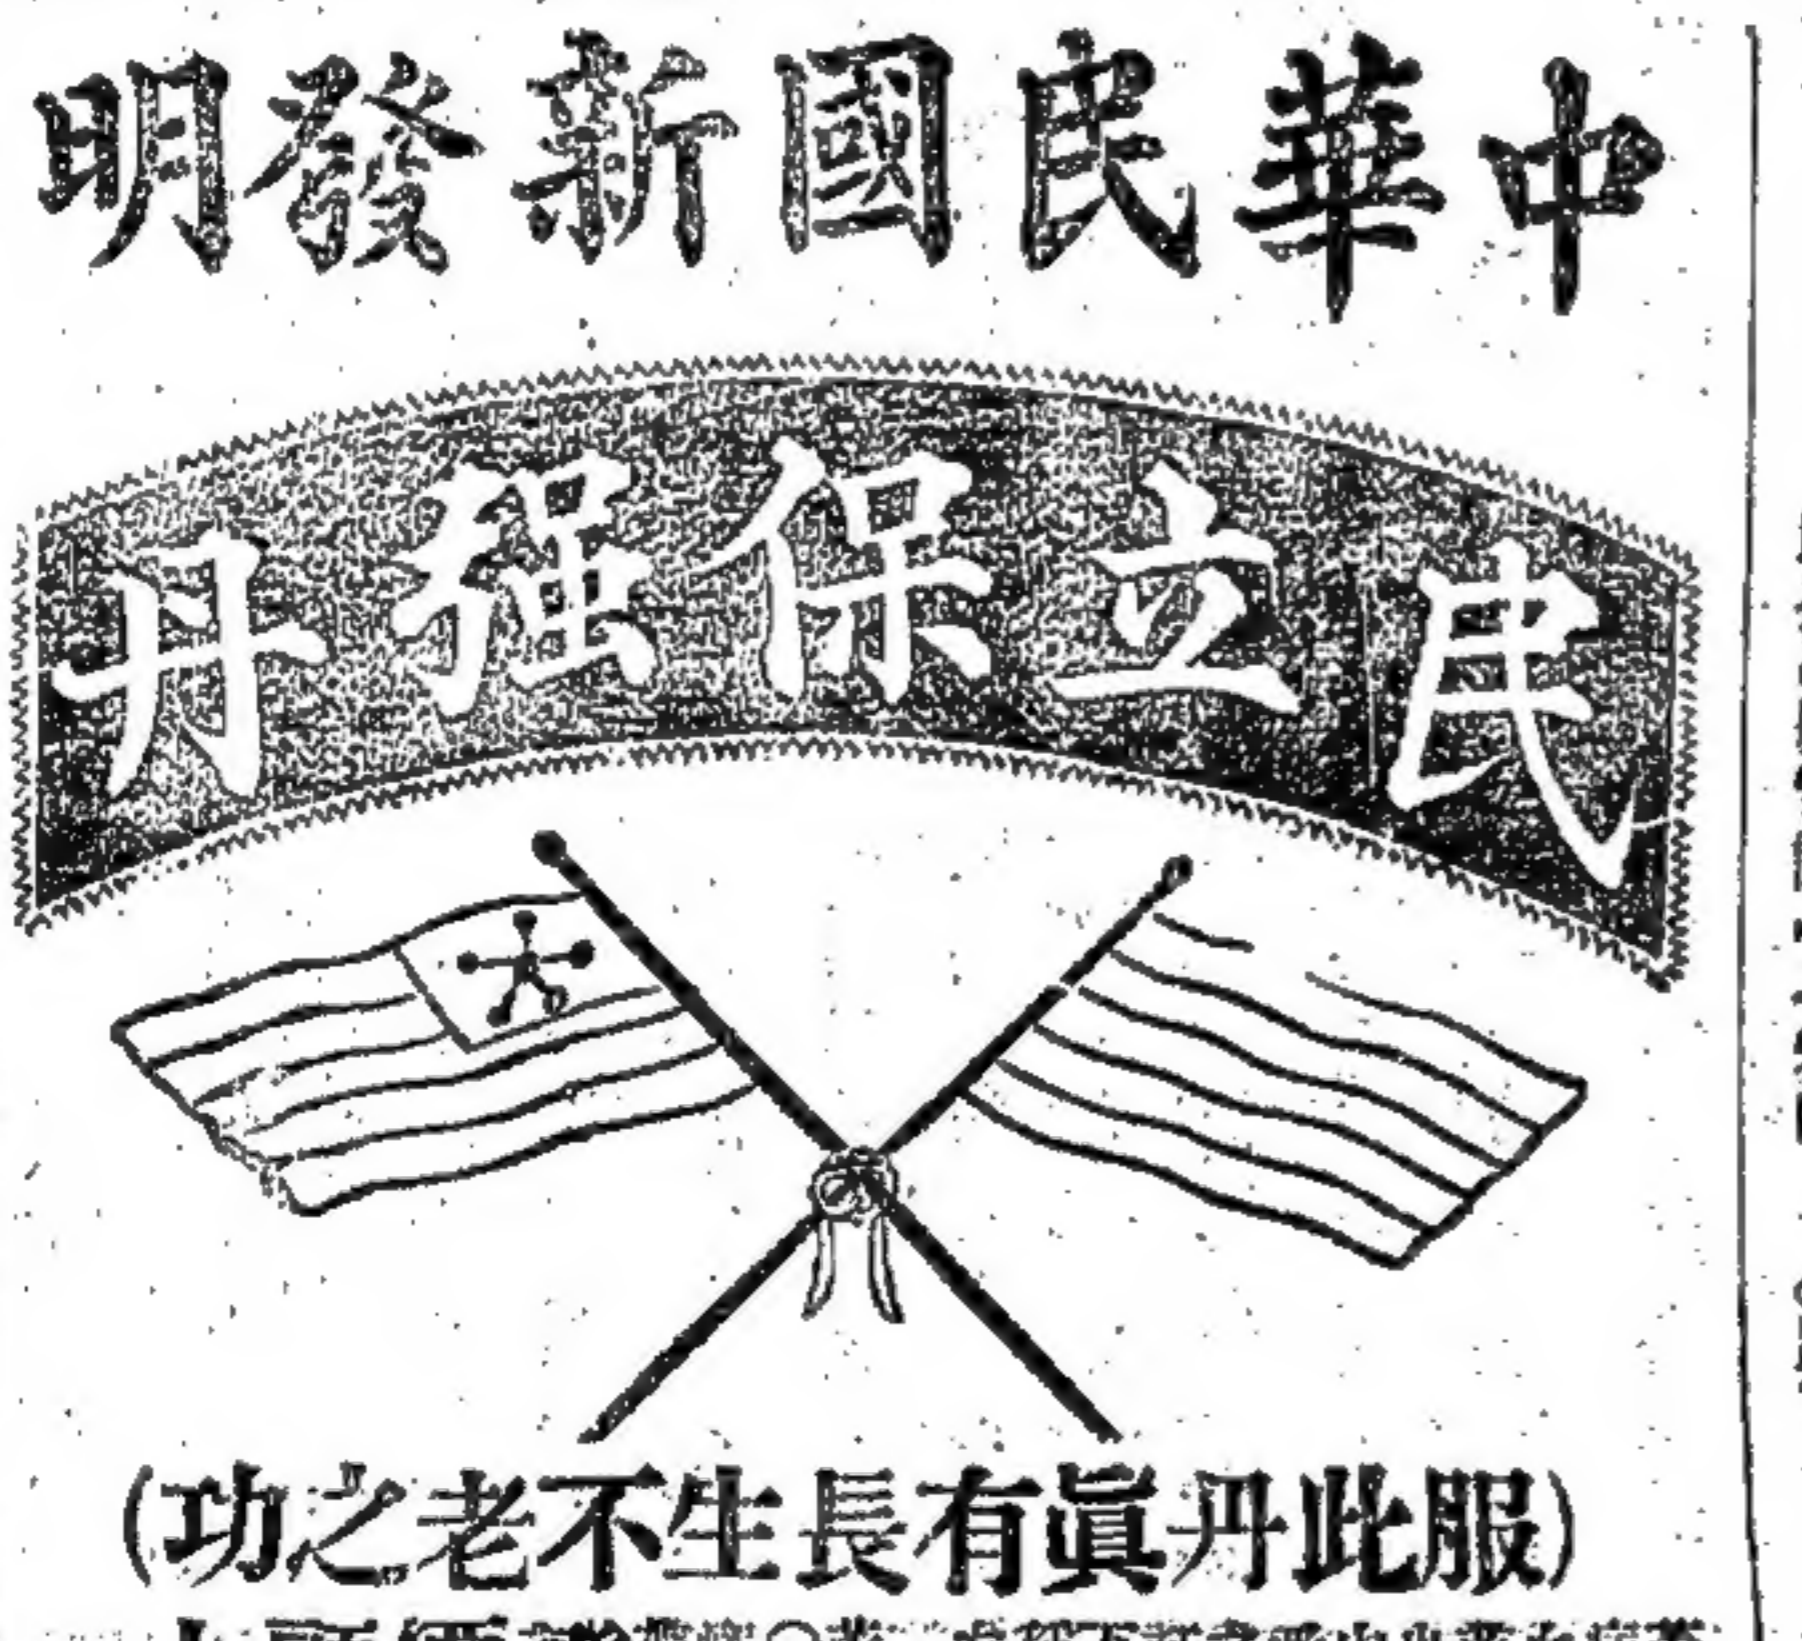 中華民國新發明
民立保强丹
(服此丹眞有長生不老之功)